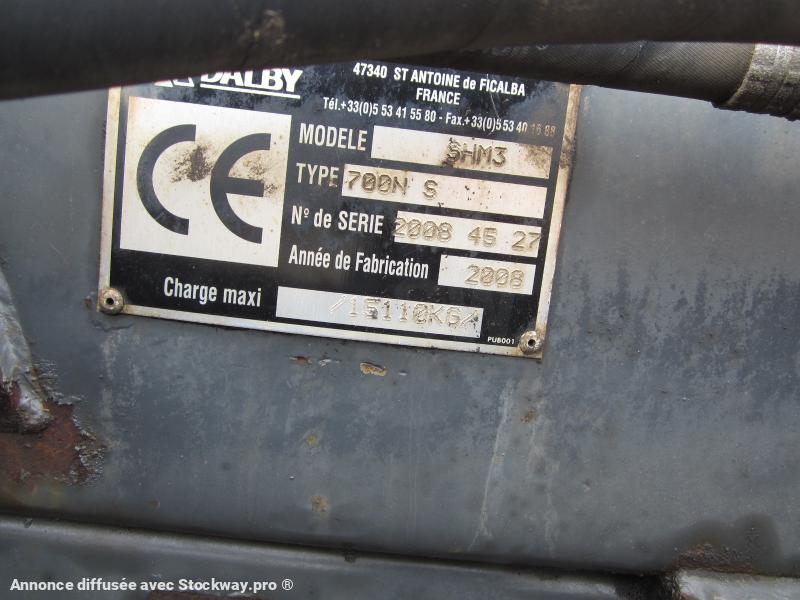 DALBY
47340 ST ANTOINE de FICALBA
FRANCE
Tél.+33(0)5 53 41 55 80 - Fax.+33(0)5 53 40 16 88
CE
MODELE SHM3
TYPE 700N S
Nº de SERIE 2008 45 27
Année de Fabrication 2008
Charge maxi /15110KG/
PUB001
Annonce diffusée avec Stockway.pro ®